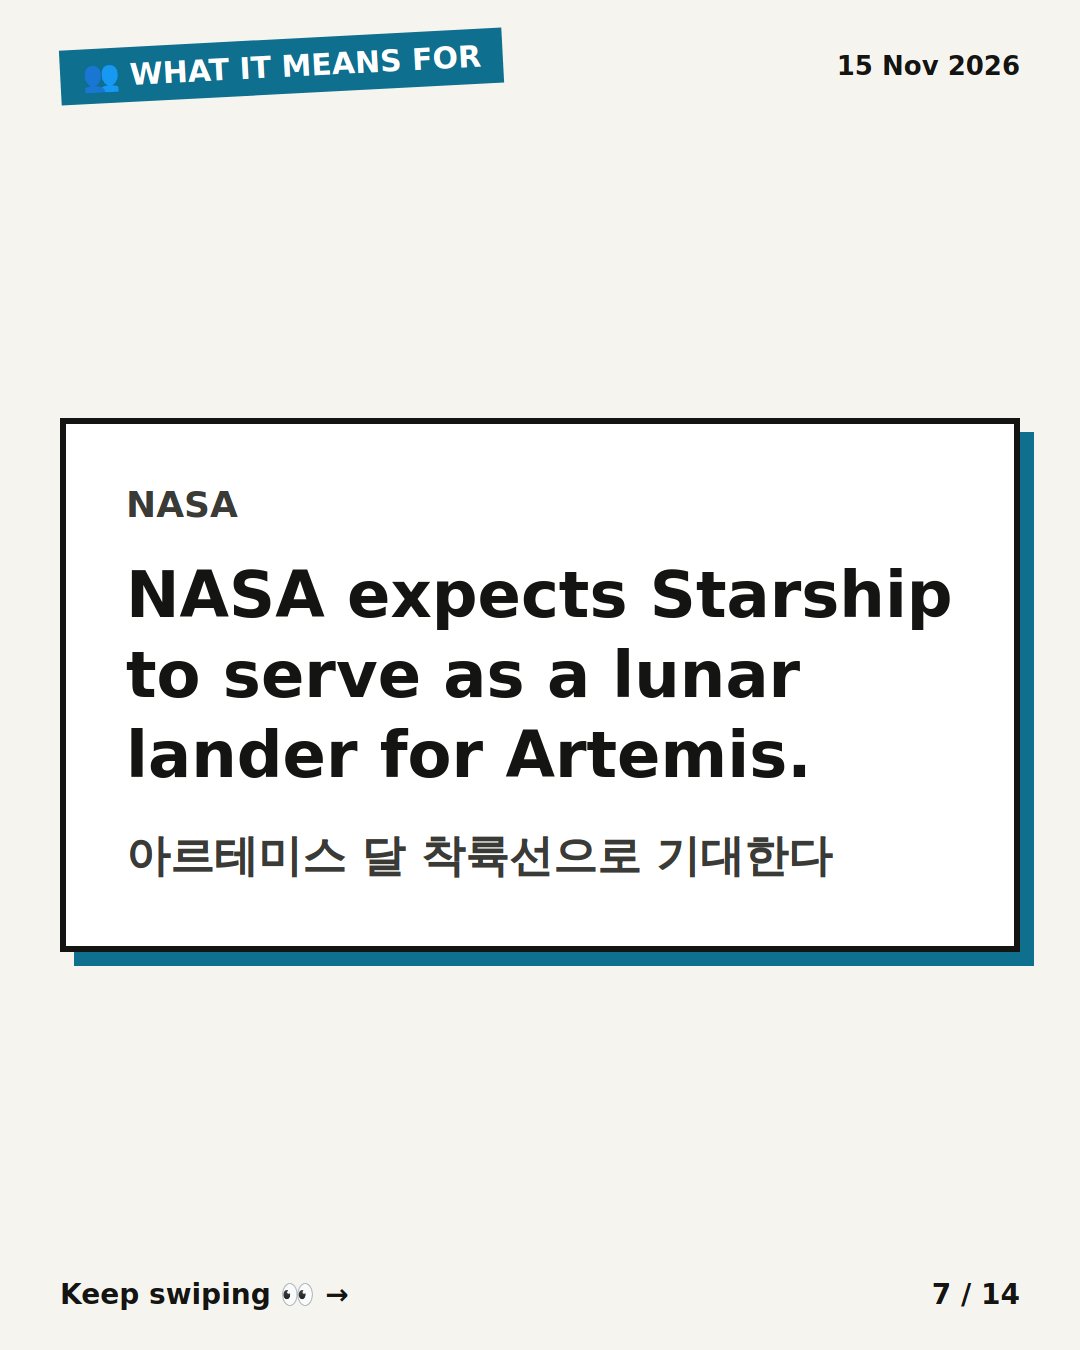 👥 WHAT IT MEANS FOR
15 Nov 2026
NASA
NASA expects Starship
to serve as a lunar
lander for Artemis.
아르테미스 달 착륙선으로 기대한다
Keep swiping 👀 →
7 / 14